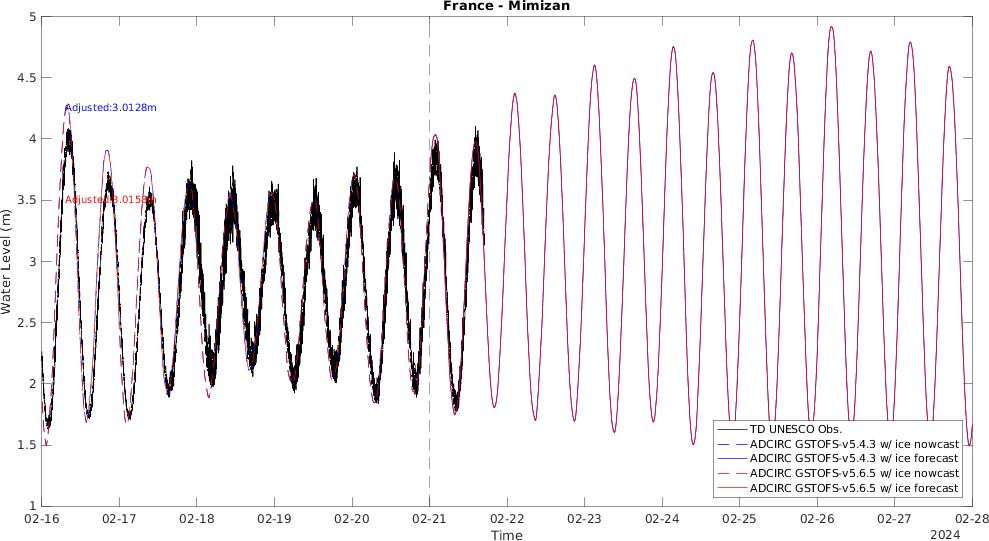 France - Mimizan
5
4.5
4
3.5
3
2.5
2
1.5
1
Water Level (m)
Adjusted:3.0128m
Adjusted:3.0158m
TD UNESCO Obs.
ADCIRC GSTOFS-v5.4.3 w/ ice nowcast
ADCIRC GSTOFS-v5.4.3 w/ ice forecast
ADCIRC GSTOFS-v5.6.5 w/ ice nowcast
ADCIRC GSTOFS-v5.6.5 w/ ice forecast
02-16 02-17 02-18 02-19 02-20 02-21 02-22 02-23 02-24 02-25 02-26 02-27 02-28
Time
2024